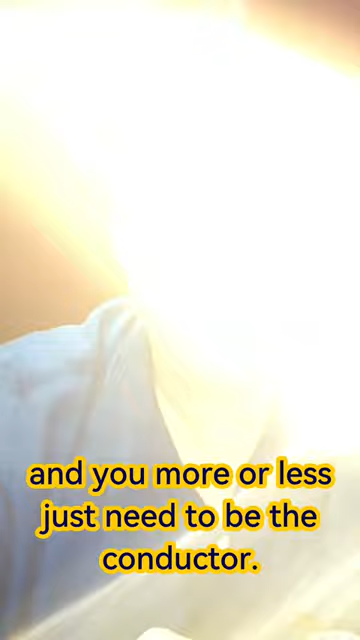 and you more or less
just need to be the
conductor.